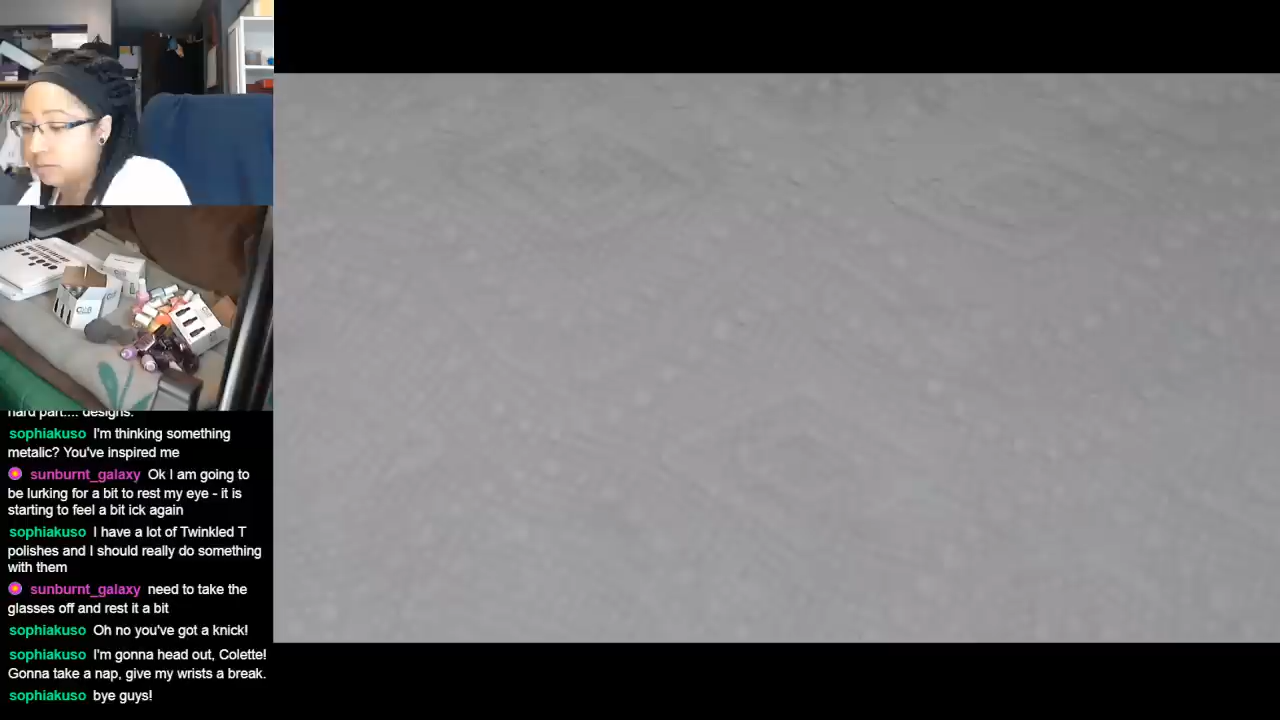 hard part.... designs.
sophiakuso I'm thinking something
metalic? You've inspired me
sunburnt_galaxy Ok I am going to
be lurking for a bit to rest my eye - it is
starting to feel a bit ick again
sophiakuso I have a lot of Twinkled T
polishes and I should really do something
with them
sunburnt_galaxy need to take the
glasses off and rest it a bit
sophiakuso Oh no you've got a knick!
sophiakuso I'm gonna head out, Colette!
Gonna take a nap, give my wrists a break.
sophiakuso bye guys!